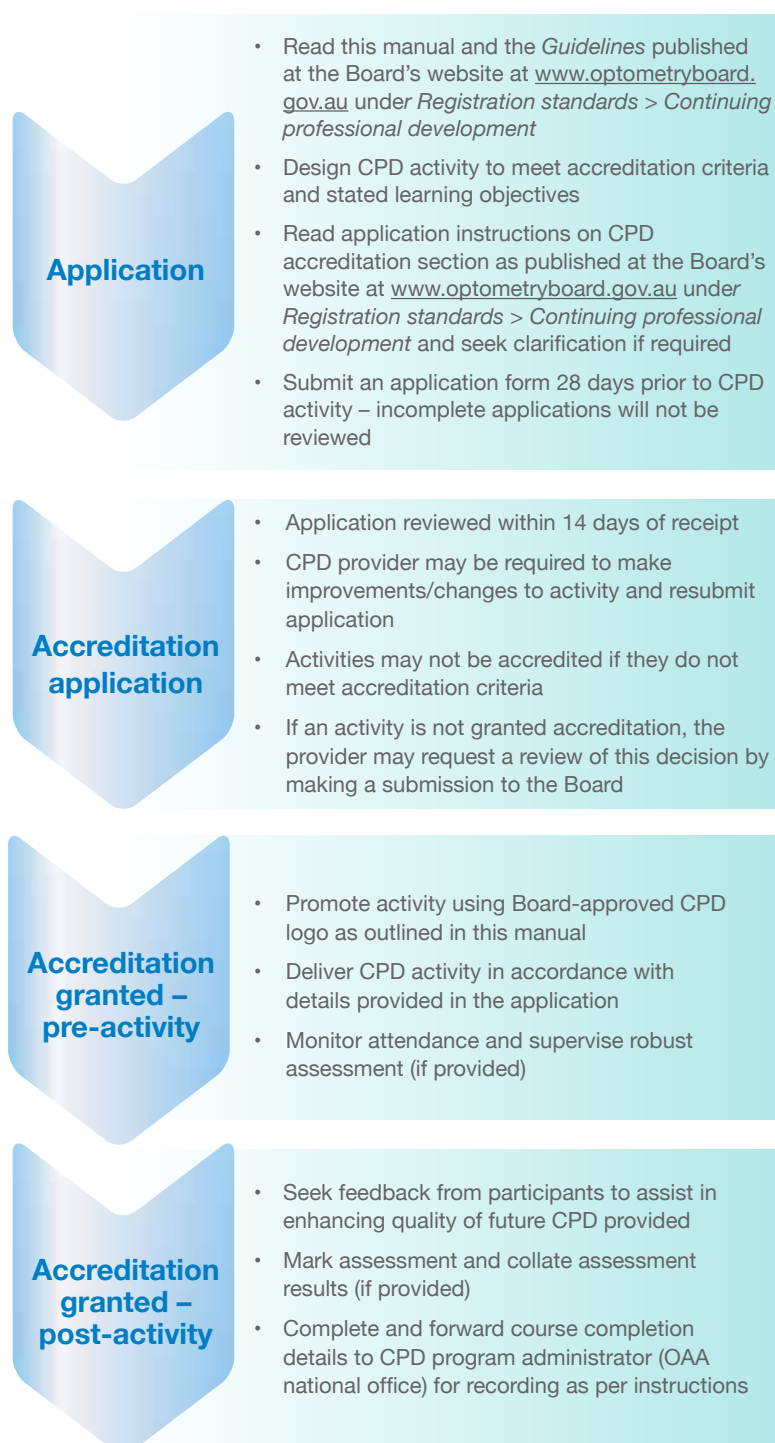 Application
• Read this manual and the Guidelines published
at the Board's website at www.optometryboard.
gov.au under Registration standards > Continuing
professional development
• Design CPD activity to meet accreditation criteria
and stated learning objectives
• Read application instructions on CPD
accreditation section as published at the Board's
website at www.optometryboard.gov.au under
Registration standards > Continuing professional
development and seek clarification if required
• Submit an application form 28 days prior to CPD
activity – incomplete applications will not be
reviewed
Accreditation
application
• Application reviewed within 14 days of receipt
• CPD provider may be required to make
improvements/changes to activity and resubmit
application
• Activities may not be accredited if they do not
meet accreditation criteria
• If an activity is not granted accreditation, the
provider may request a review of this decision by
making a submission to the Board
Accreditation
granted –
pre-activity
• Promote activity using Board-approved CPD
logo as outlined in this manual
• Deliver CPD activity in accordance with
details provided in the application
• Monitor attendance and supervise robust
assessment (if provided)
Accreditation
granted –
post-activity
• Seek feedback from participants to assist in
enhancing quality of future CPD provided
• Mark assessment and collate assessment
results (if provided)
• Complete and forward course completion
details to CPD program administrator (OAA
national office) for recording as per instructions